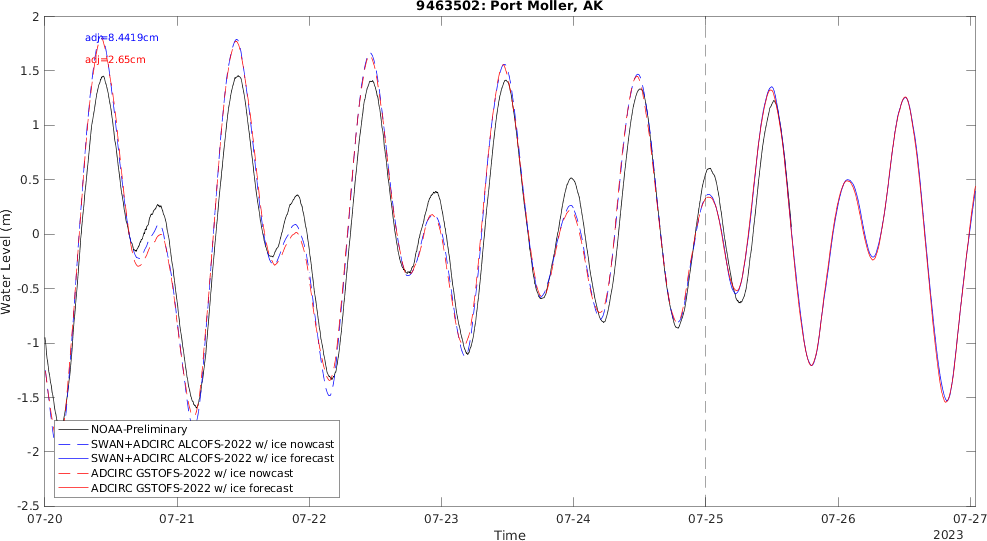 9463502: Port Moller, AK
adj=8.4419cm
adj=2.65cm
Water Level (m)
2
1.5
1
0.5
0
-0.5
-1
-1.5
-2
-2.5
NOAA-Preliminary
SWAN+ADCIRC ALCOFS-2022 w/ ice nowcast
SWAN+ADCIRC ALCOFS-2022 w/ ice forecast
ADCIRC GSTOFS-2022 w/ ice nowcast
ADCIRC GSTOFS-2022 w/ ice forecast
07-20 07-21 07-22 07-23 07-24 07-25 07-26 07-27
Time
2023